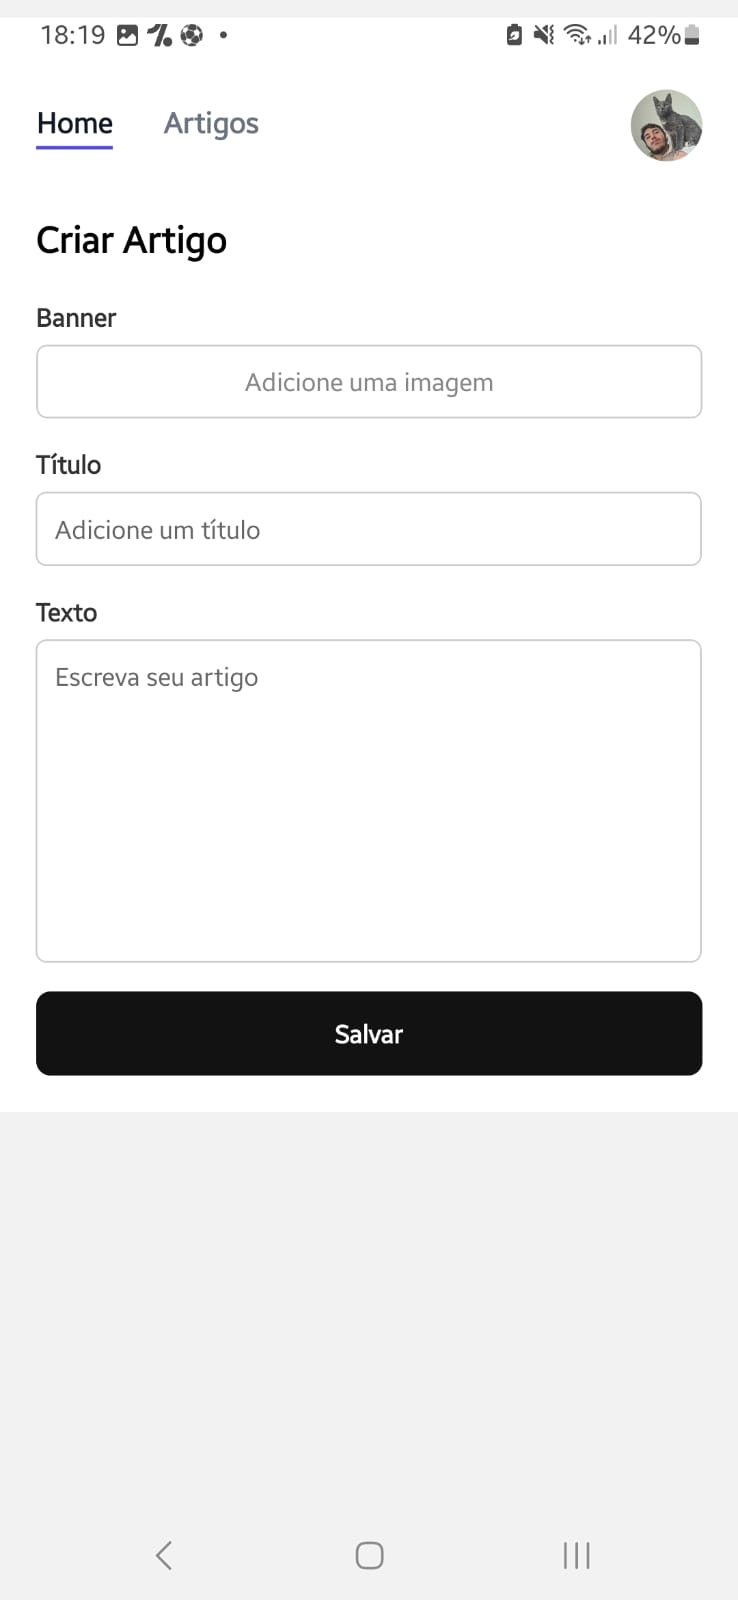 18:19
42%
Home Artigos
Criar Artigo
Banner
Adicione uma imagem
Título
Adicione um título
Texto
Escreva seu artigo
Salvar